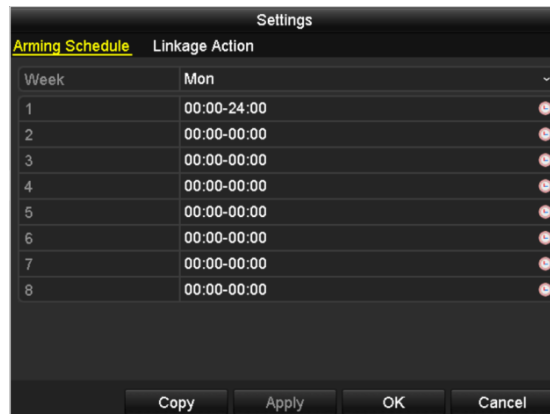 Settings
Arming Schedule Linkage Action
Week Mon
1 00:00-24:00
2 00:00-00:00
3 00:00-00:00
4 00:00-00:00
5 00:00-00:00
6 00:00-00:00
7 00:00-00:00
8 00:00-00:00
Copy Apply OK Cancel